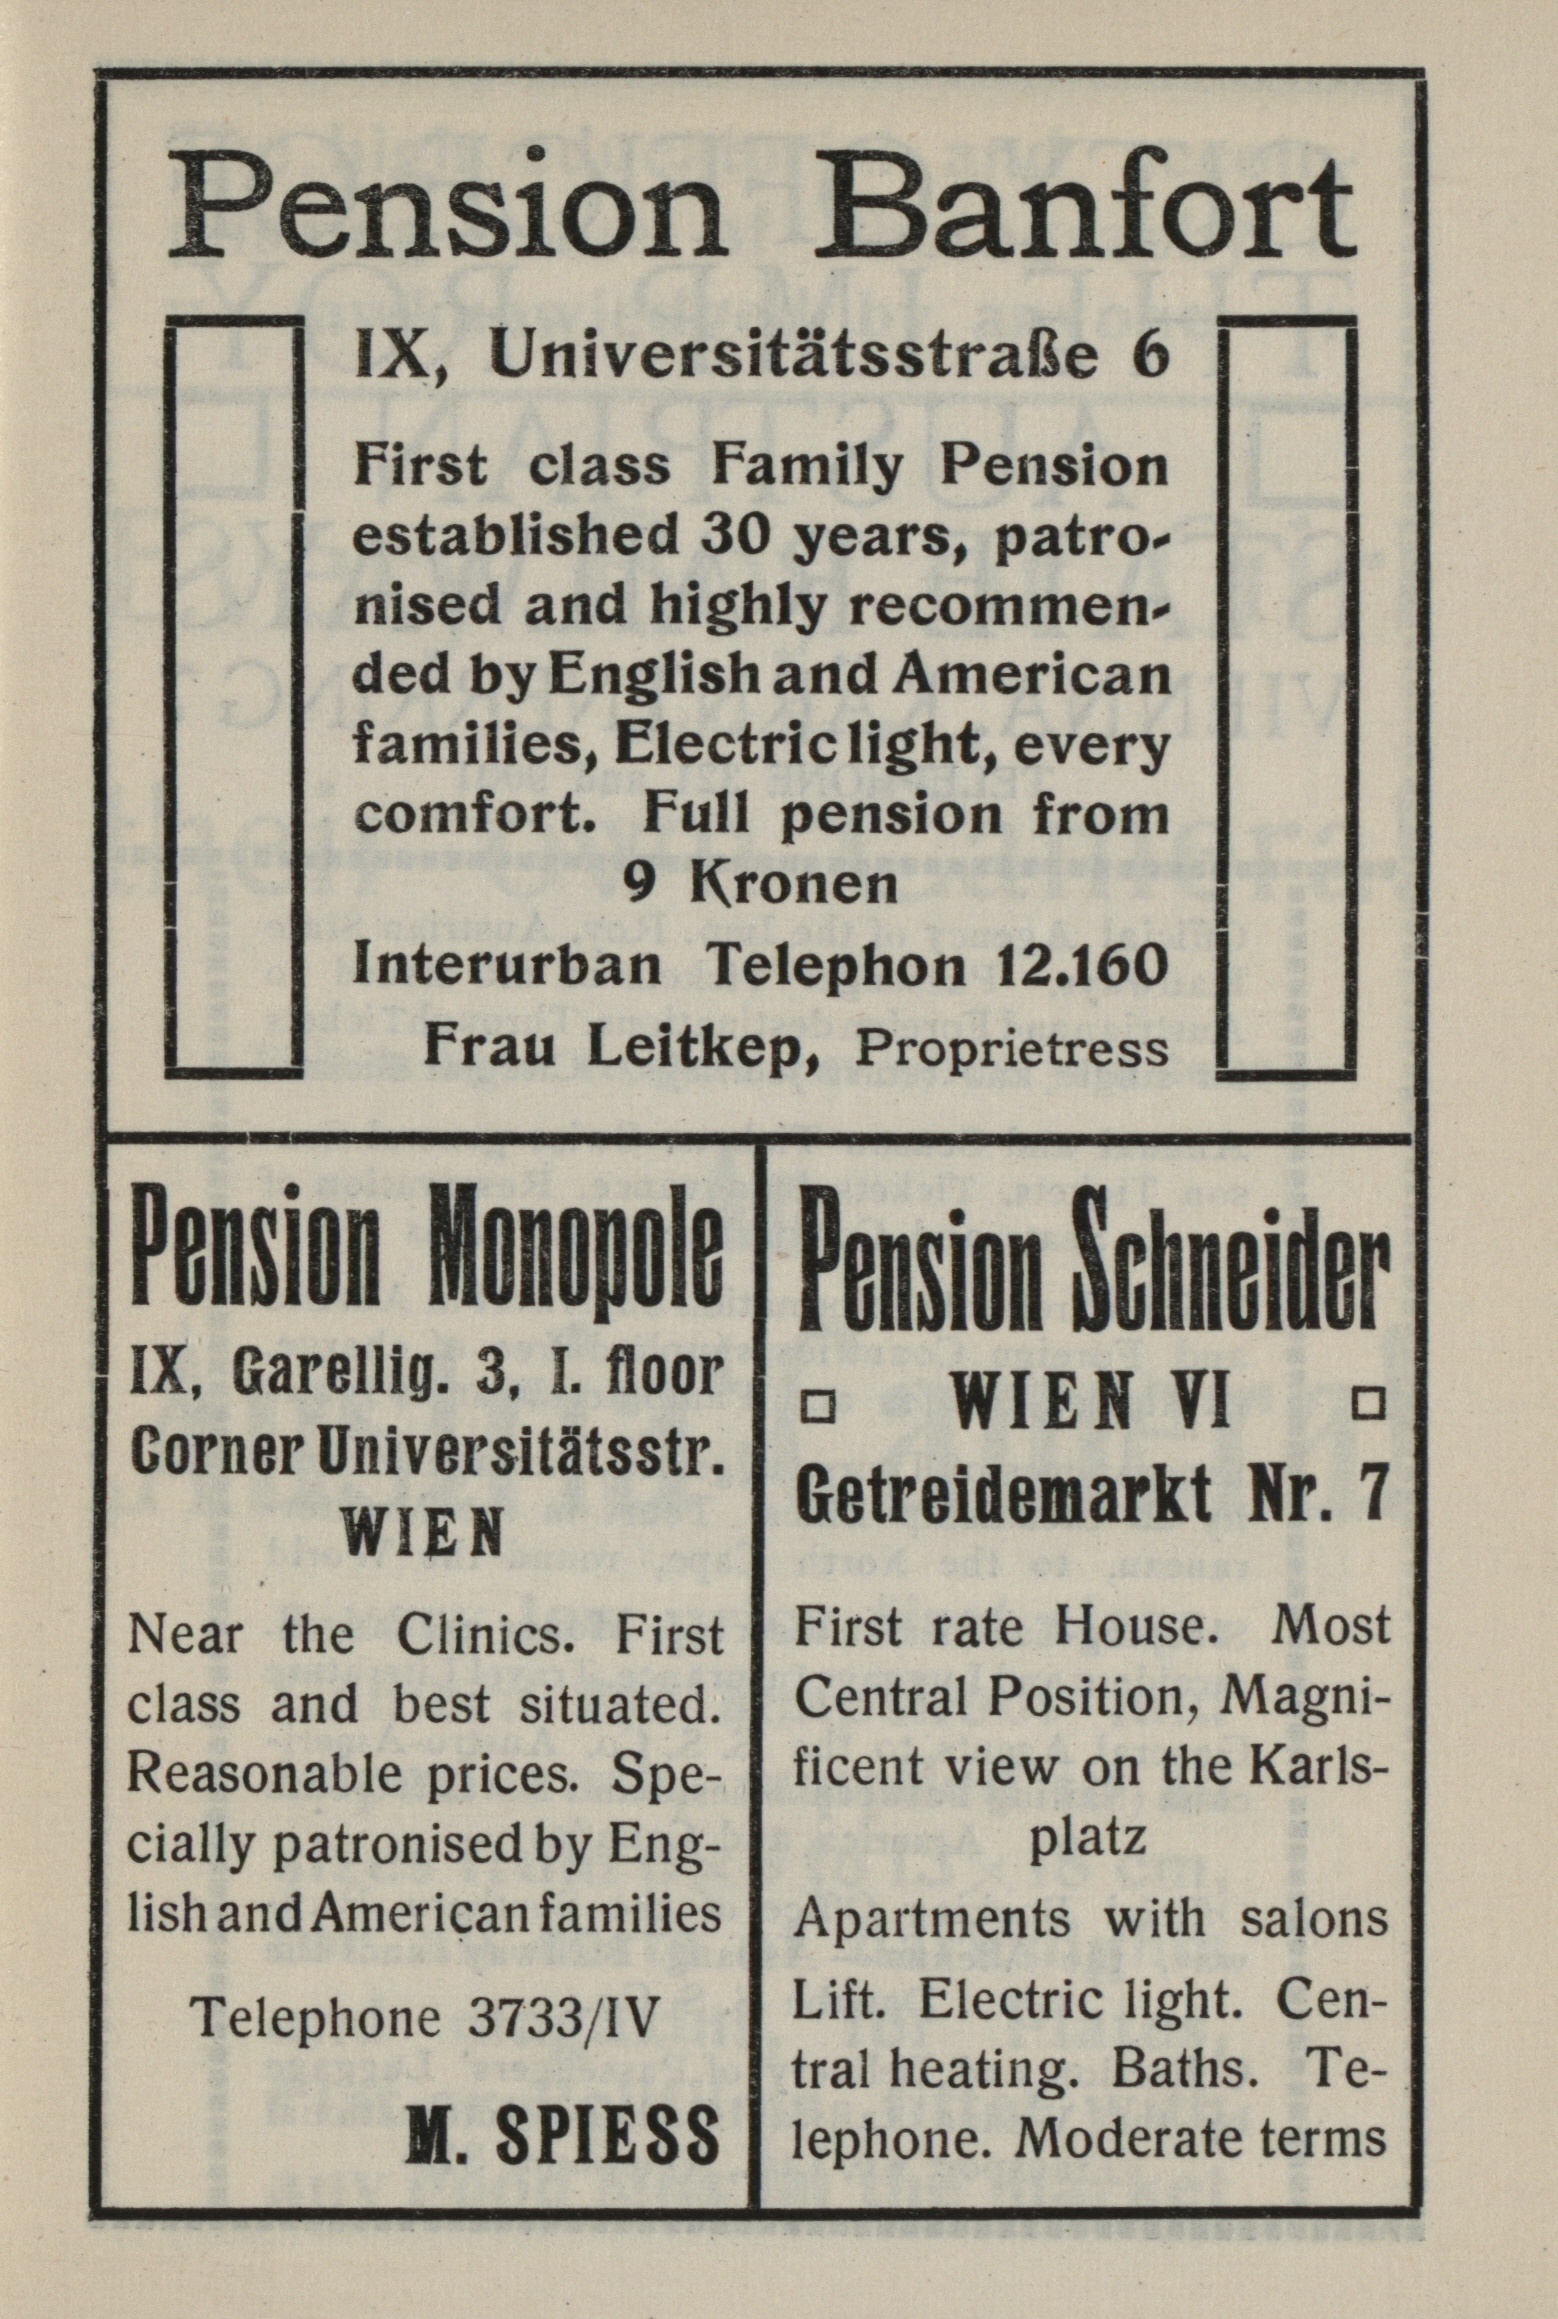 Pension Banfort
IX, Universitätsstraße 6
First class Family Pension
established 30 years, patro-
nised and highly recommen-
ded by English and American
families, Electric light, every
comfort. Full pension from
9 Kronen
Interurban Telephon 12.160
Frau Leitkep, Proprietress
Pension Monopole
IX, Garellig. 3, I. floor
Corner Universitätsstr.
WIEN
Near the Clinics. First
class and best situated.
Reasonable prices. Spe-
cially patronised by Eng-
lish and American families
Telephone 3733/IV
M. SPIESS
Pension Schneider
WIEN VI
Getreidemarkt Nr. 7
First rate House. Most
Central Position, Magni-
ficent view on the Karls-
platz
Apartments with salons
Lift. Electric light. Cen-
tral heating. Baths. Te-
lephone. Moderate terms